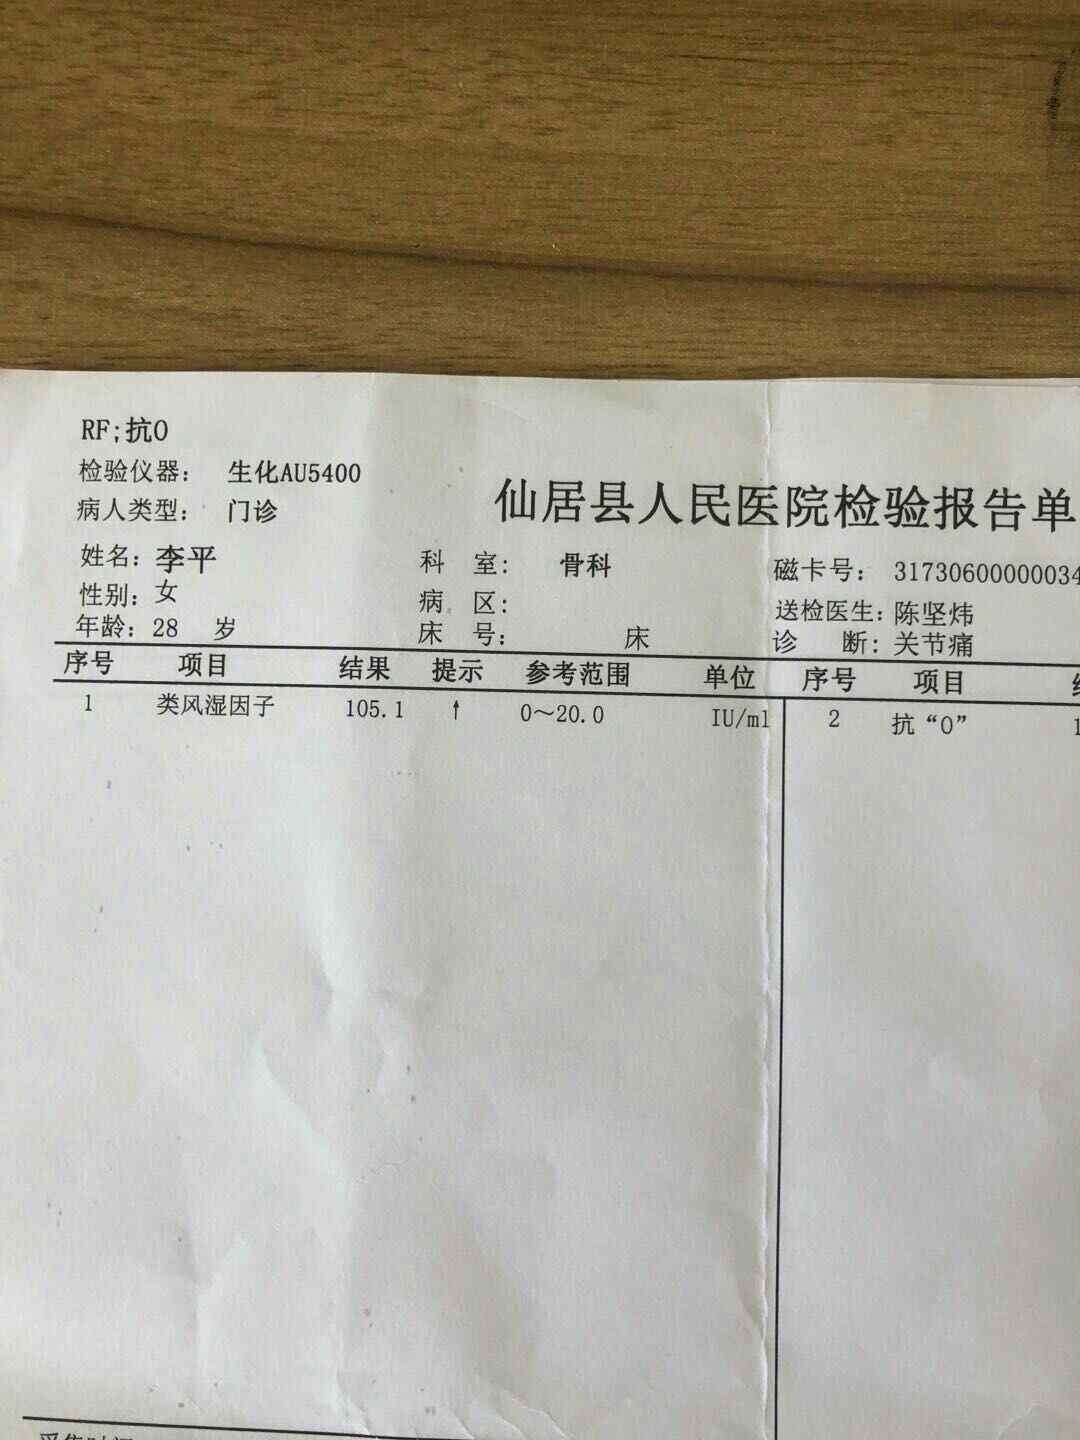 RF;抗O
检验仪器： 生化AU5400
病人类型： 门诊
仙居县人民医院检验报告单
姓名：李平 科 室： 骨科 磁卡号： 31730600000034
性别：女 病 区： 送检医生：陈坚炜
年龄：28 岁 床 号： 床 诊 断：关节痛
序号 项目 结果 提示 参考范围 单位 序号 项目
1 类风湿因子 105.1 ↑ 0～20.0 IU/ml 2 抗“O”